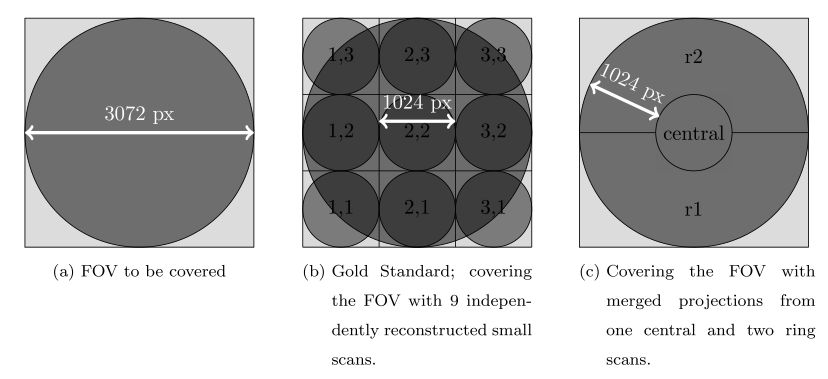 3072 px
(a) FOV to be covered
1,3 2,3 3,3
1024 px
1,2 2,2 3,2
1,1 2,1 3,1
(b) Gold Standard; covering
the FOV with 9 indepen-
dently reconstructed small
scans.
r2
1024 px
central
r1
(c) Covering the FOV with
merged projections from
one central and two ring
scans.